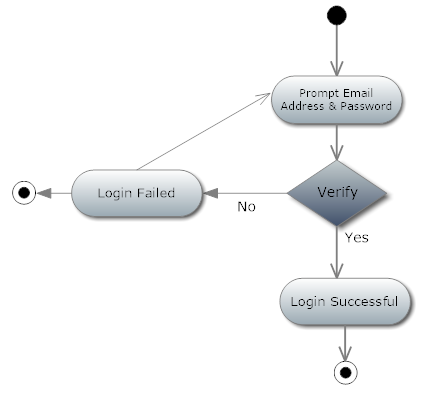 Prompt Email
Address & Password
Login Failed
Verify
No
Yes
Login Successful